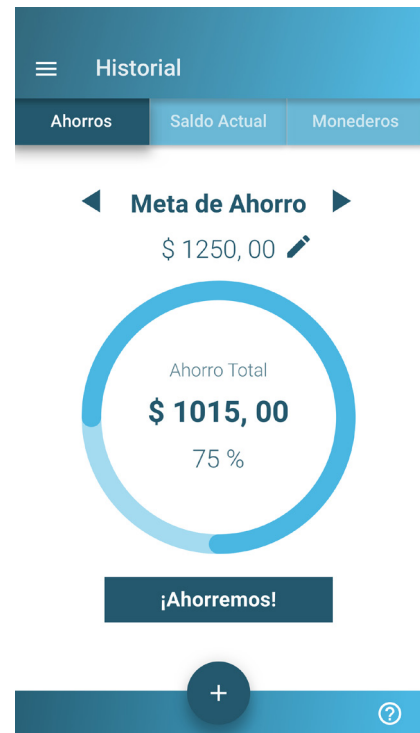 Historial
Ahorros Saldo Actual Monederos
Meta de Ahorro
$ 1250, 00
Ahorro Total
$ 1015, 00
75 %
¡Ahorremos!
+
?